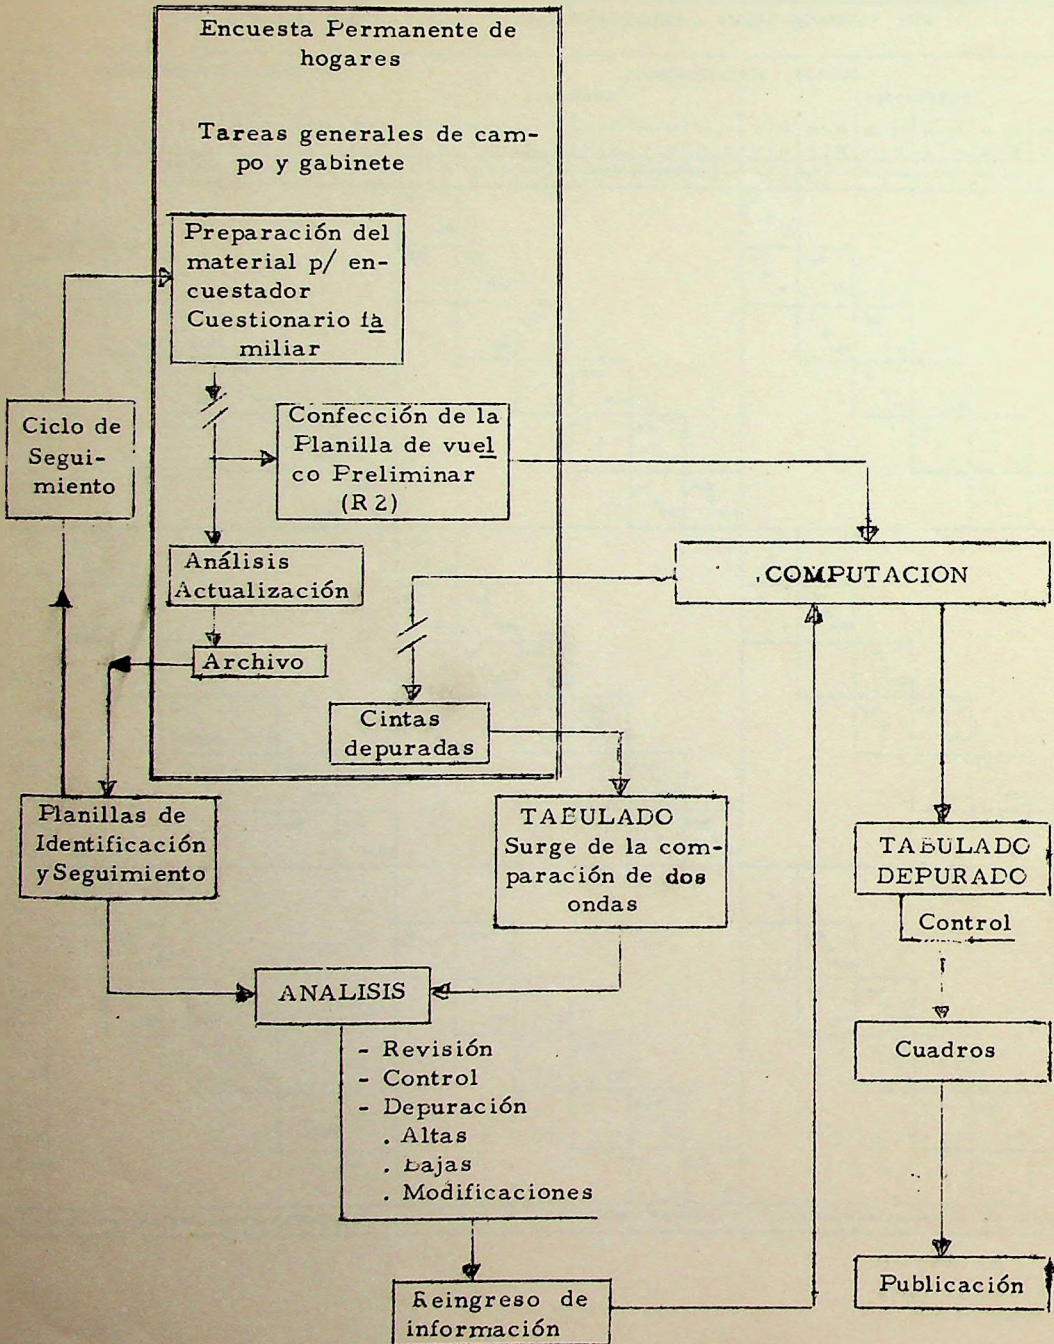 Encuesta Permanente de
hogares
Tareas generales de cam-
po y gabinete
Preparación del
material p/ en-
cuestador
Cuestionario fa
miliar
Ciclo de
Segui-
miento
Confección de la
Planilla de vuel
co Preliminar
(R 2)
Análisis
Actualización
COMPUTACION
Archivo
Cintas
depuradas
Planillas de
Identificación
y Seguimiento
TABULADO
Surge de la com-
paración de dos
ondas
TABULADO
DEPURADO
Control
ANALISIS
- Revisión
- Control
- Depuración
. Altas
. Bajas
. Modificaciones
Cuadros
Reingreso de
información
Publicación